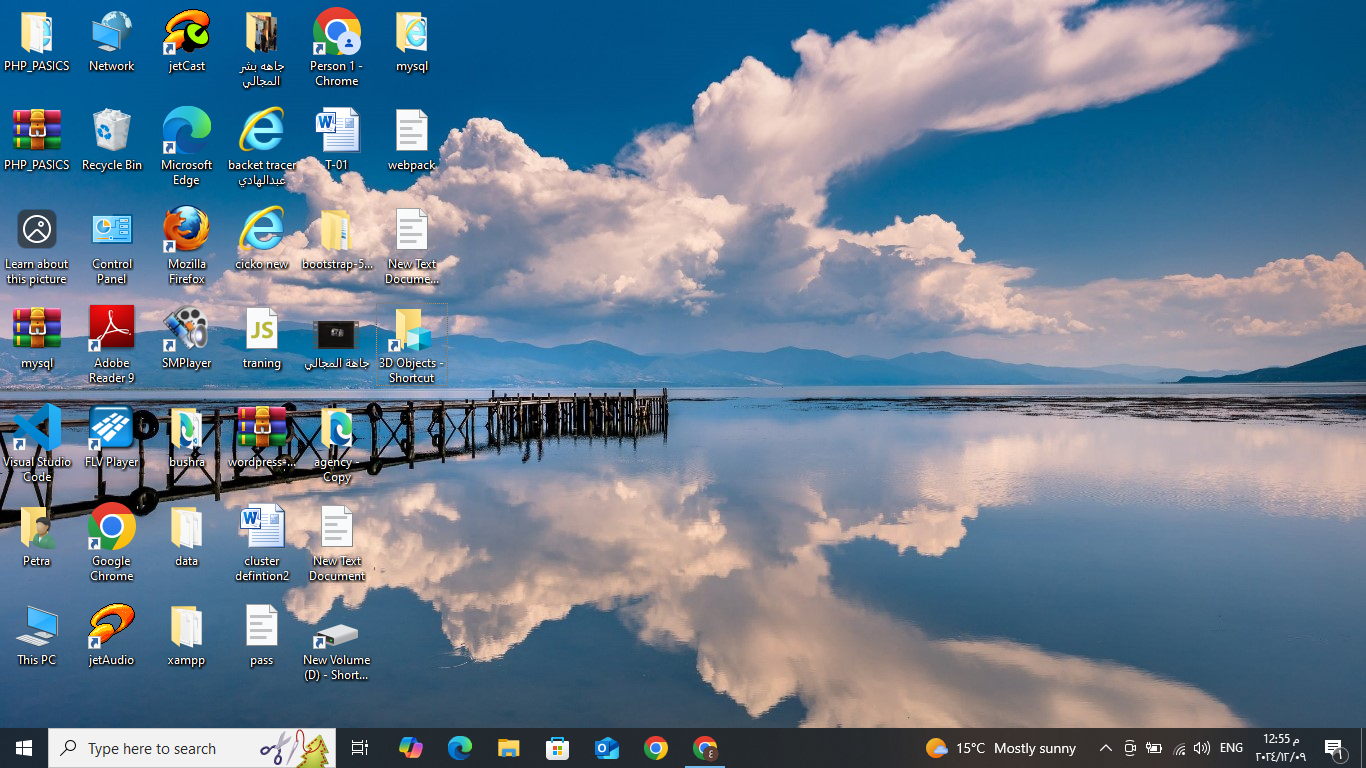 PHP_PASICS
Network
jetCast
جاهه بشر
المجالي
Person 1 -
Chrome
mysql
PHP_PASICS
Recycle Bin
Microsoft
Edge
backet tracer
عبدالهادي
T-01
webpack
Learn about
this picture
Control
Panel
Mozilla
Firefox
cicko new
bootstrap-5...
New Text
Docume...
mysql
Adobe
Reader 9
SMPlayer
JS
traning
جاهة المجالي
3D Objects -
Shortcut
Visual Studio
Code
FLV Player
bushra
wordpress-...
agency -
Copy
Petra
Google
Chrome
data
cluster
defintion2
New Text
Document
This PC
jetAudio
xampp
pass
New Volume
(D) - Short...
Type here to search
15°C Mostly sunny
ENG
12:55 م
٢٠٢٤/١٢/٠٩
1